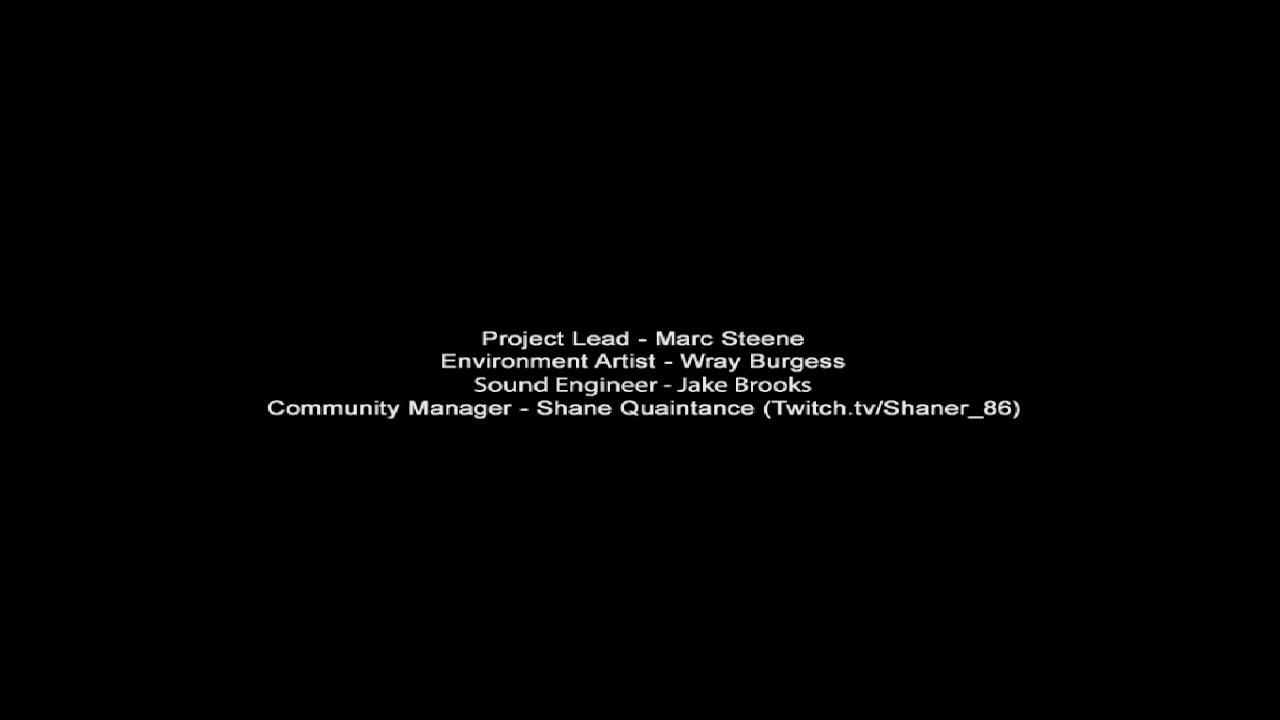 Project Lead - Marc Steene
Environment Artist - Wray Burgess
Sound Engineer - Jake Brooks
Community Manager - Shane Quaintance (Twitch.tv/Shaner_86)